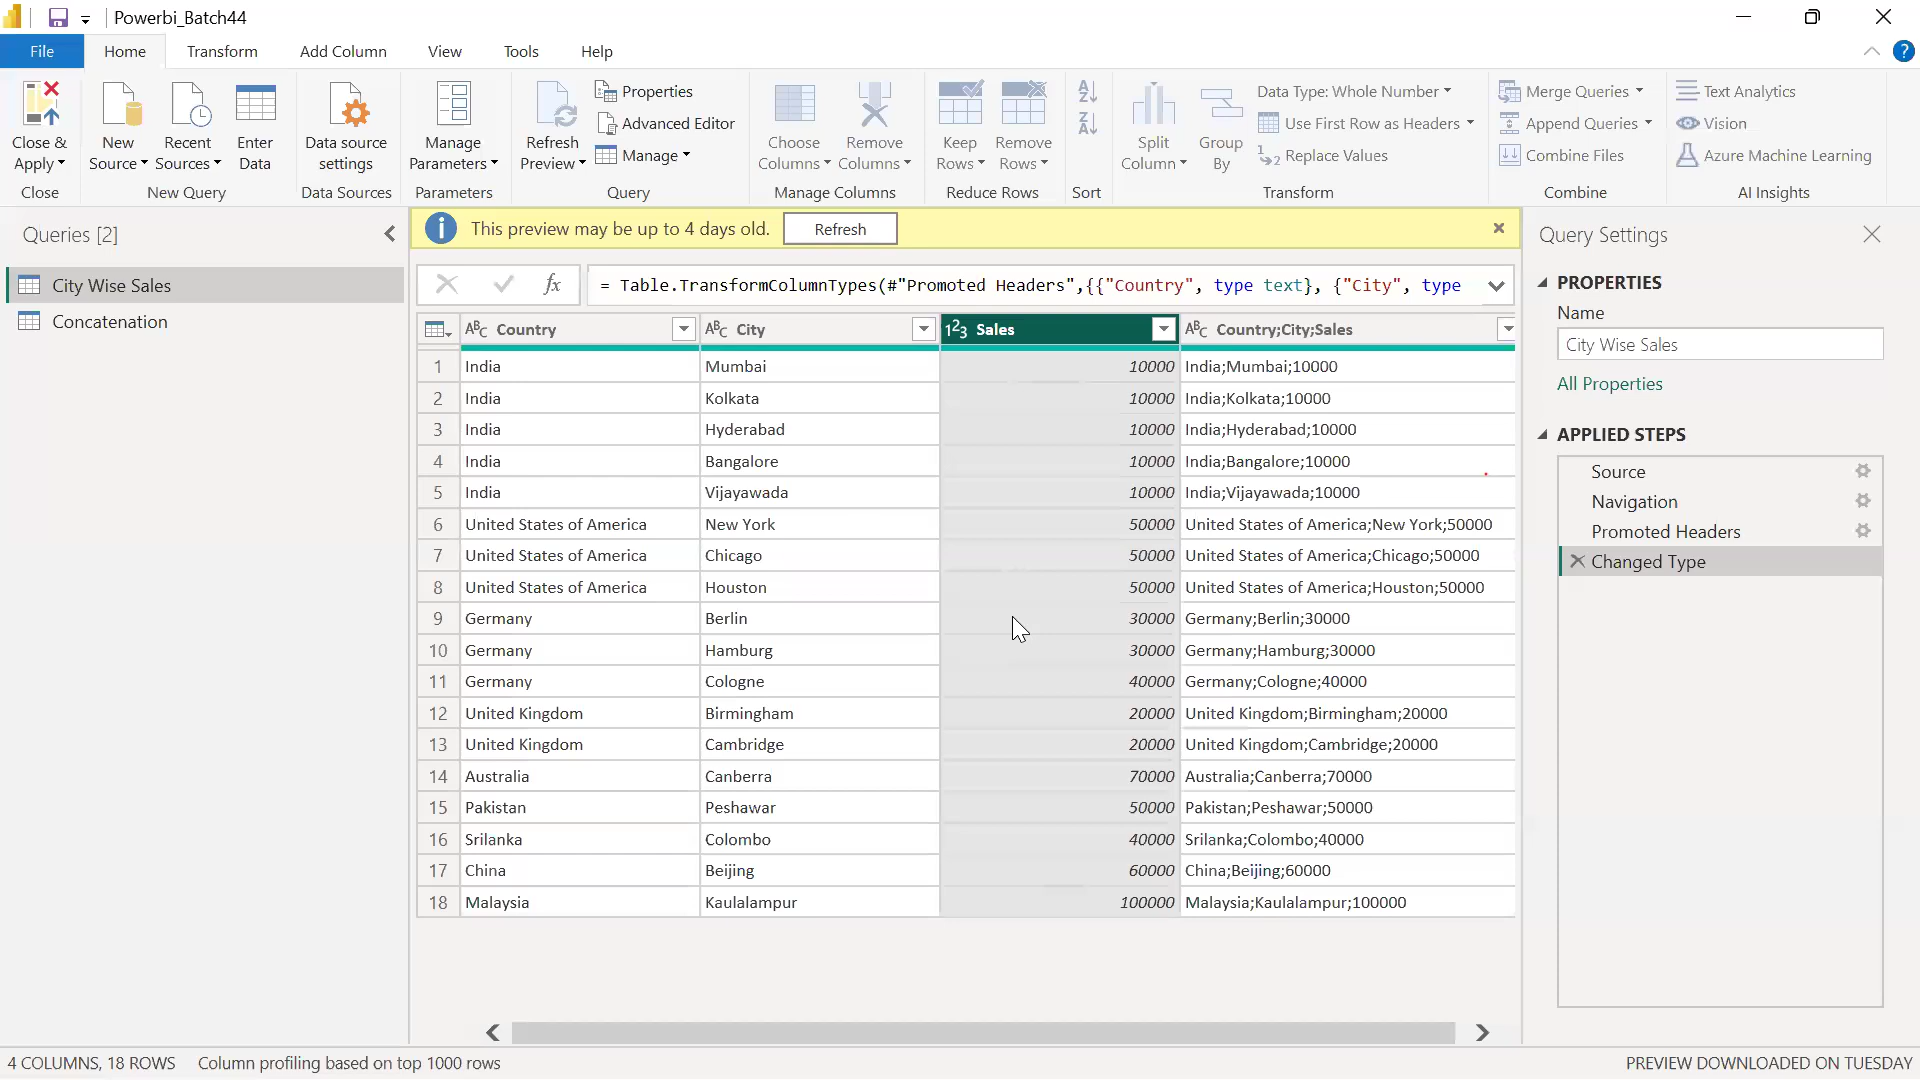 Powerbi_Batch44
File Home Transform Add Column View Tools Help
Close & Apply
Close
New Source
Recent Sources
Enter Data
New Query
Data source settings
Data Sources
Manage Parameters
Parameters
Refresh Preview
Properties
Advanced Editor
Manage
Query
Choose Columns
Remove Columns
Manage Columns
Keep Rows
Remove Rows
Reduce Rows
Sort
Split Column
Group By
Data Type: Whole Number
Use First Row as Headers
Replace Values
Transform
Merge Queries
Append Queries
Combine Files
Combine
Text Analytics
Vision
Azure Machine Learning
AI Insights
Queries [2]
City Wise Sales
Concatenation
This preview may be up to 4 days old. Refresh
= Table.TransformColumnTypes(#"Promoted Headers",{{"Country", type text}, {"City", type
Country City Sales Country;City;Sales
1 India Mumbai 10000 India;Mumbai;10000
2 India Kolkata 10000 India;Kolkata;10000
3 India Hyderabad 10000 India;Hyderabad;10000
4 India Bangalore 10000 India;Bangalore;10000
5 India Vijayawada 10000 India;Vijayawada;10000
6 United States of America New York 50000 United States of America;New York;50000
7 United States of America Chicago 50000 United States of America;Chicago;50000
8 United States of America Houston 50000 United States of America;Houston;50000
9 Germany Berlin 30000 Germany;Berlin;30000
10 Germany Hamburg 30000 Germany;Hamburg;30000
11 Germany Cologne 40000 Germany;Cologne;40000
12 United Kingdom Birmingham 20000 United Kingdom;Birmingham;20000
13 United Kingdom Cambridge 20000 United Kingdom;Cambridge;20000
14 Australia Canberra 70000 Australia;Canberra;70000
15 Pakistan Peshawar 50000 Pakistan;Peshawar;50000
16 Srilanka Colombo 40000 Srilanka;Colombo;40000
17 China Beijing 60000 China;Beijing;60000
18 Malaysia Kaulalampur 100000 Malaysia;Kaulalampur;100000
Query Settings
PROPERTIES
Name
City Wise Sales
All Properties
APPLIED STEPS
Source
Navigation
Promoted Headers
Changed Type
4 COLUMNS, 18 ROWS Column profiling based on top 1000 rows
PREVIEW DOWNLOADED ON TUESDAY